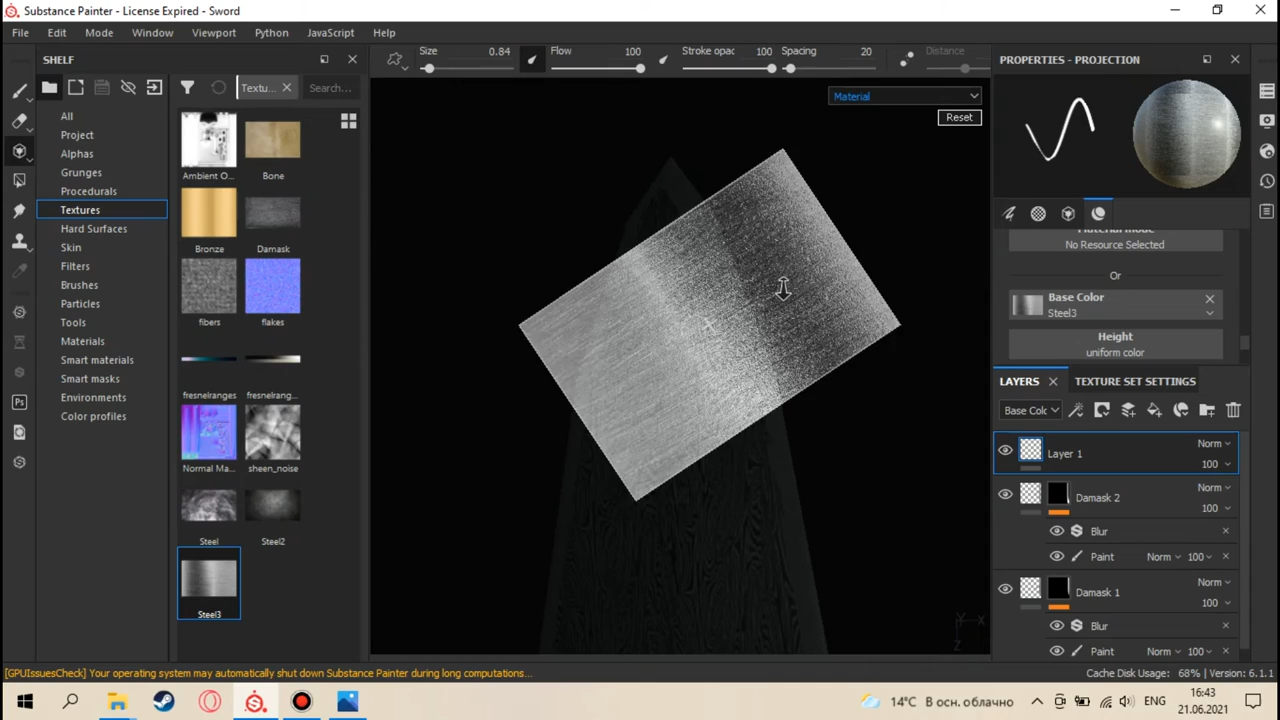 Substance Painter - License Expired - Sword
File Edit Mode Window Viewport Python JavaScript Help
SHELF
Textu...
Search...
All
Project
Alphas
Grunges
Procedurals
Textures
Hard Surfaces
Skin
Filters
Brushes
Particles
Tools
Materials
Smart materials
Smart masks
Environments
Color profiles
Ambient O...
Bone
Bronze
Damask
fibers
flakes
fresnelranges
fresnelrang...
Normal Ma...
sheen_noise
Steel
Steel2
Steel3
Size 0.84
Flow 100
Stroke opac 100
Spacing 20
Distance
Material
Reset
Y X
Z
PROPERTIES - PROJECTION
Material mode
No Resource Selected
Or
Base Color
Steel3
Height
uniform color
LAYERS
TEXTURE SET SETTINGS
Base Colc
Layer 1 Norm
100
Damask 2 Norm
100
Blur
Paint Norm 100
Damask 1 Norm
100
Blur
Paint Norm 100
[GPUIssuesCheck] Your operating system may automatically shut down Substance Painter during long computations...
Cache Disk Usage: 68% | Version: 6.1.1
Ps
14°C В осн. облачно
ENG
16:43
21.06.2021